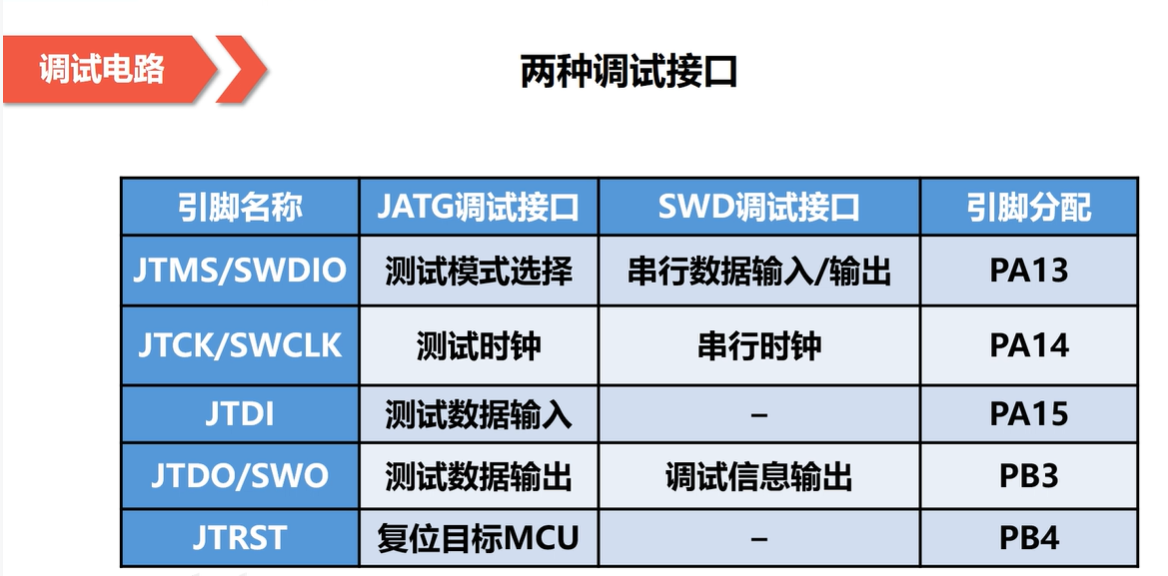 调试电路
两种调试接口
引脚名称 JATG调试接口 SWD调试接口 引脚分配
JTMS/SWDIO 测试模式选择 串行数据输入/输出 PA13
JTCK/SWCLK 测试时钟 串行时钟 PA14
JTDI 测试数据输入 – PA15
JTDO/SWO 测试数据输出 调试信息输出 PB3
JTRST 复位目标MCU – PB4